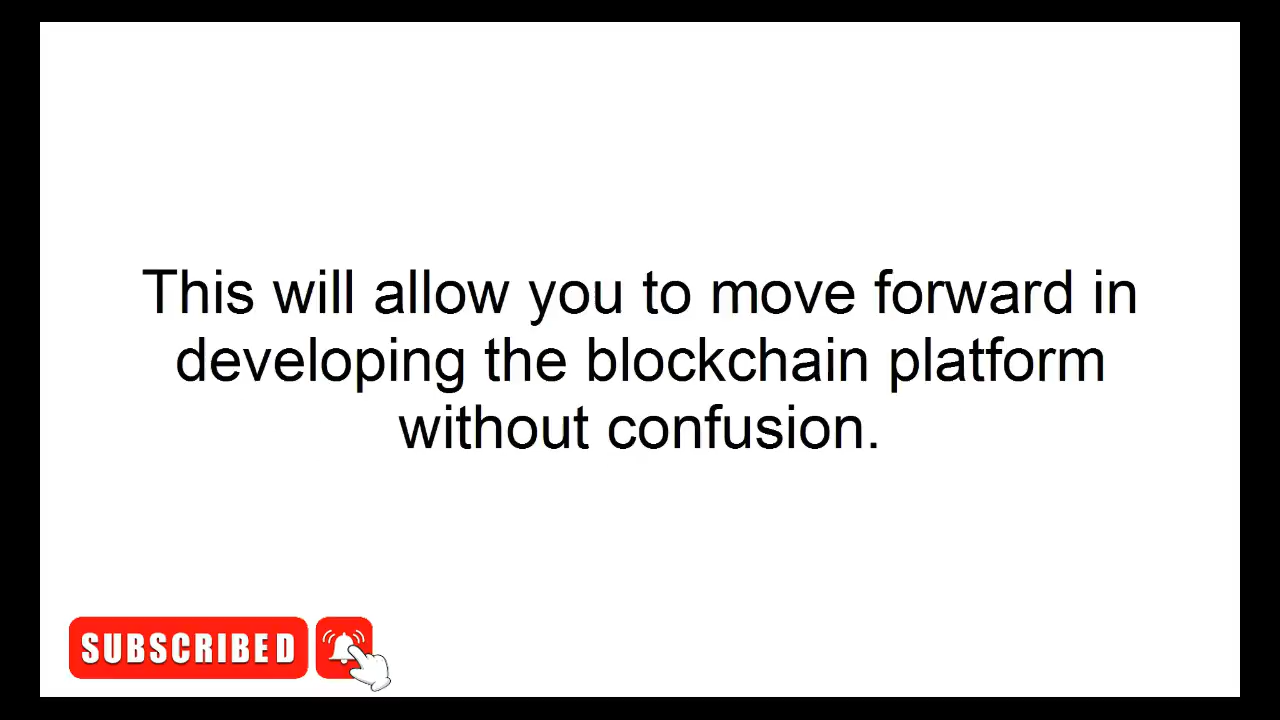 This will allow you to move forward in
developing the blockchain platform
without confusion.
SUBSCRIBED